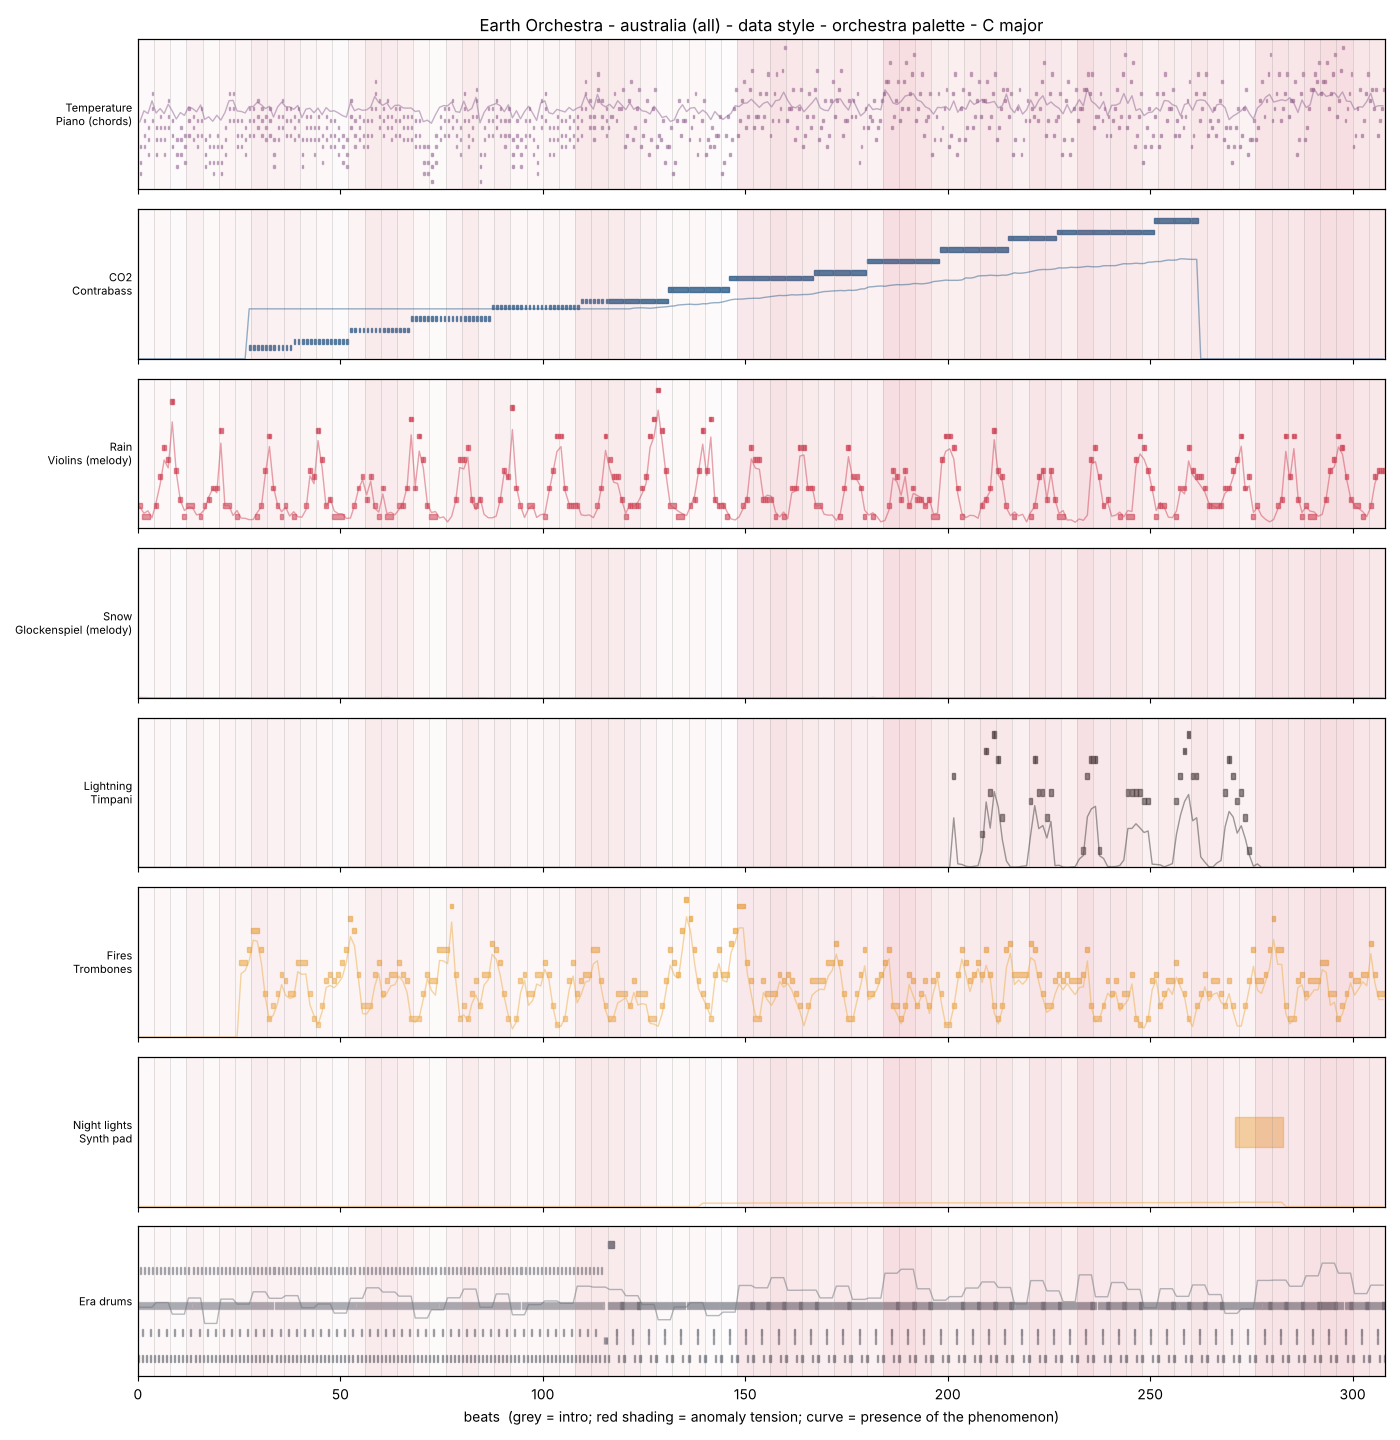 Earth Orchestra - australia (all) - data style - orchestra palette - C major
Temperature
Piano (chords)
CO2
Contrabass
Rain
Violins (melody)
Snow
Glockenspiel (melody)
Lightning
Timpani
Fires
Trombones
Night lights
Synth pad
Era drums
0
50
100
150
200
250
300
beats  (grey = intro; red shading = anomaly tension; curve = presence of the phenomenon)